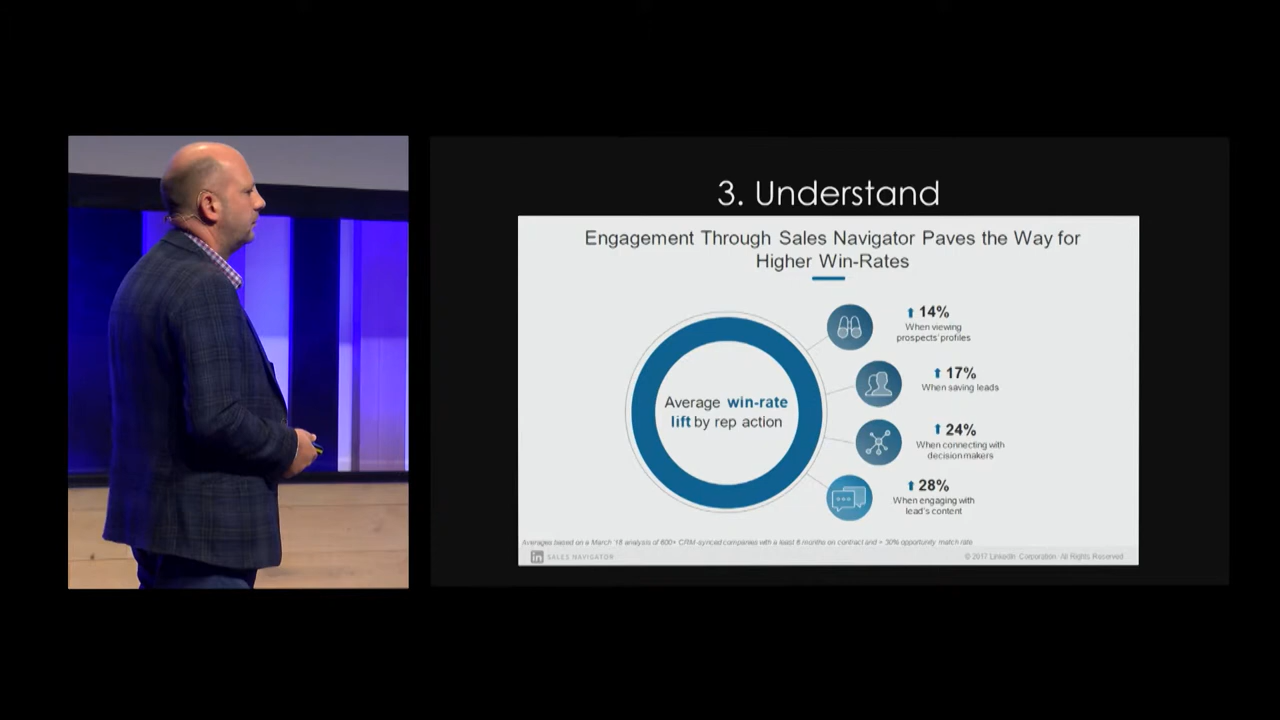 3. Understand
Engagement Through Sales Navigator Paves the Way for
Higher Win-Rates
Average win-rate
lift by rep action
14%
When viewing
prospects' profiles
17%
When saving leads
24%
When connecting with
decision makers
28%
When engaging with
lead's content
Averages based on a March '16 analysis of 600+ CRM-synced companies with a least 6 months on contract and = 30% opportunity match rate
in SALES NAVIGATOR
© 2017 LinkedIn Corporation. All Rights Reserved